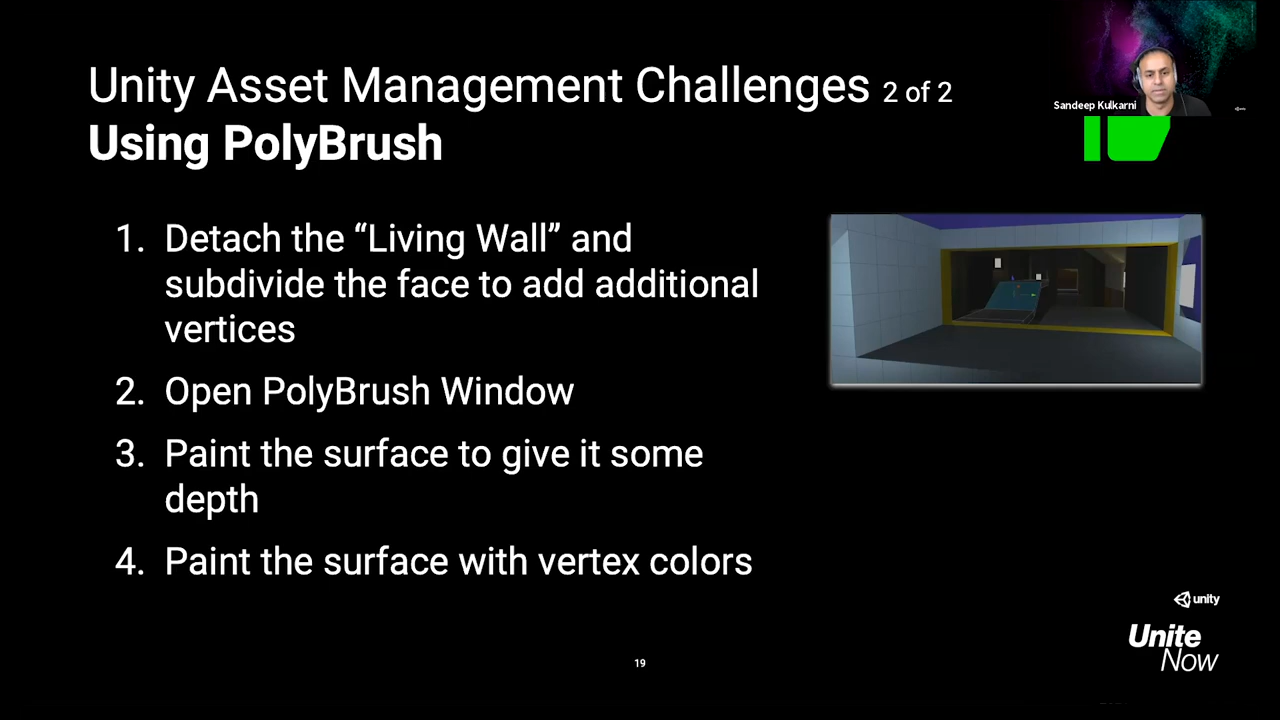 Unity Asset Management Challenges 2 of 2
Using PolyBrush
Sandeep Kulkarni
1. Detach the “Living Wall” and
subdivide the face to add additional
vertices
2. Open PolyBrush Window
3. Paint the surface to give it some
depth
4. Paint the surface with vertex colors
unity
Unite
Now
19